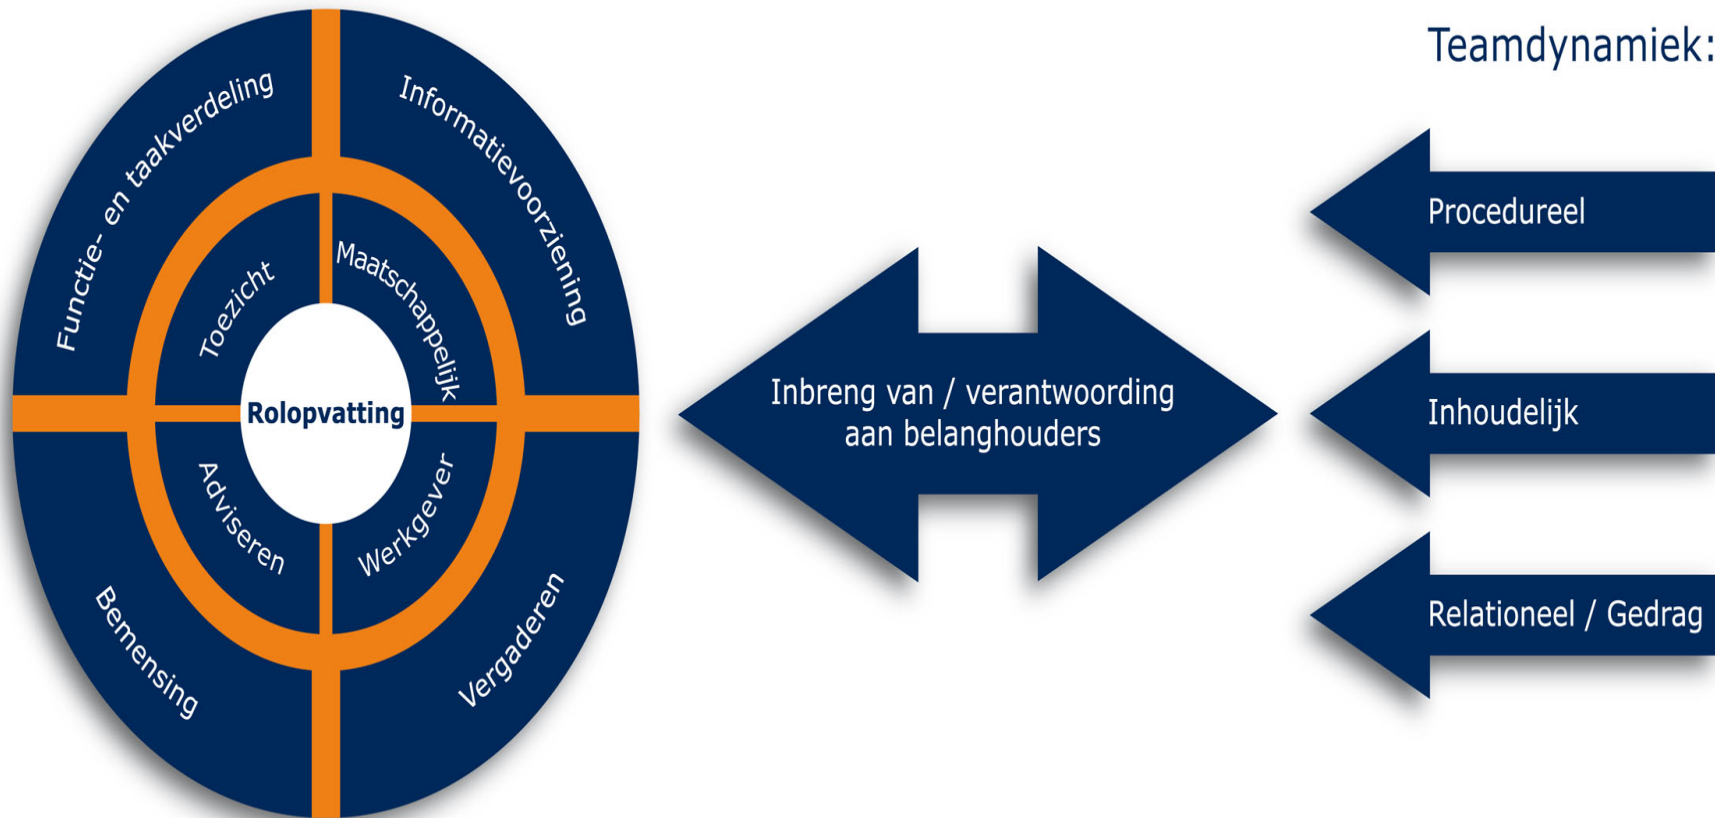 Functie- en taakverdeling
Informatievoorziening
Toezicht
Maatschappelijk
Rolopvatting
Adviseren
Werkgever
Bemensing
Vergaderen
Inbreng van / verantwoording
aan belanghouders
Teamdynamiek:
Procedureel
Inhoudelijk
Relationeel / Gedrag